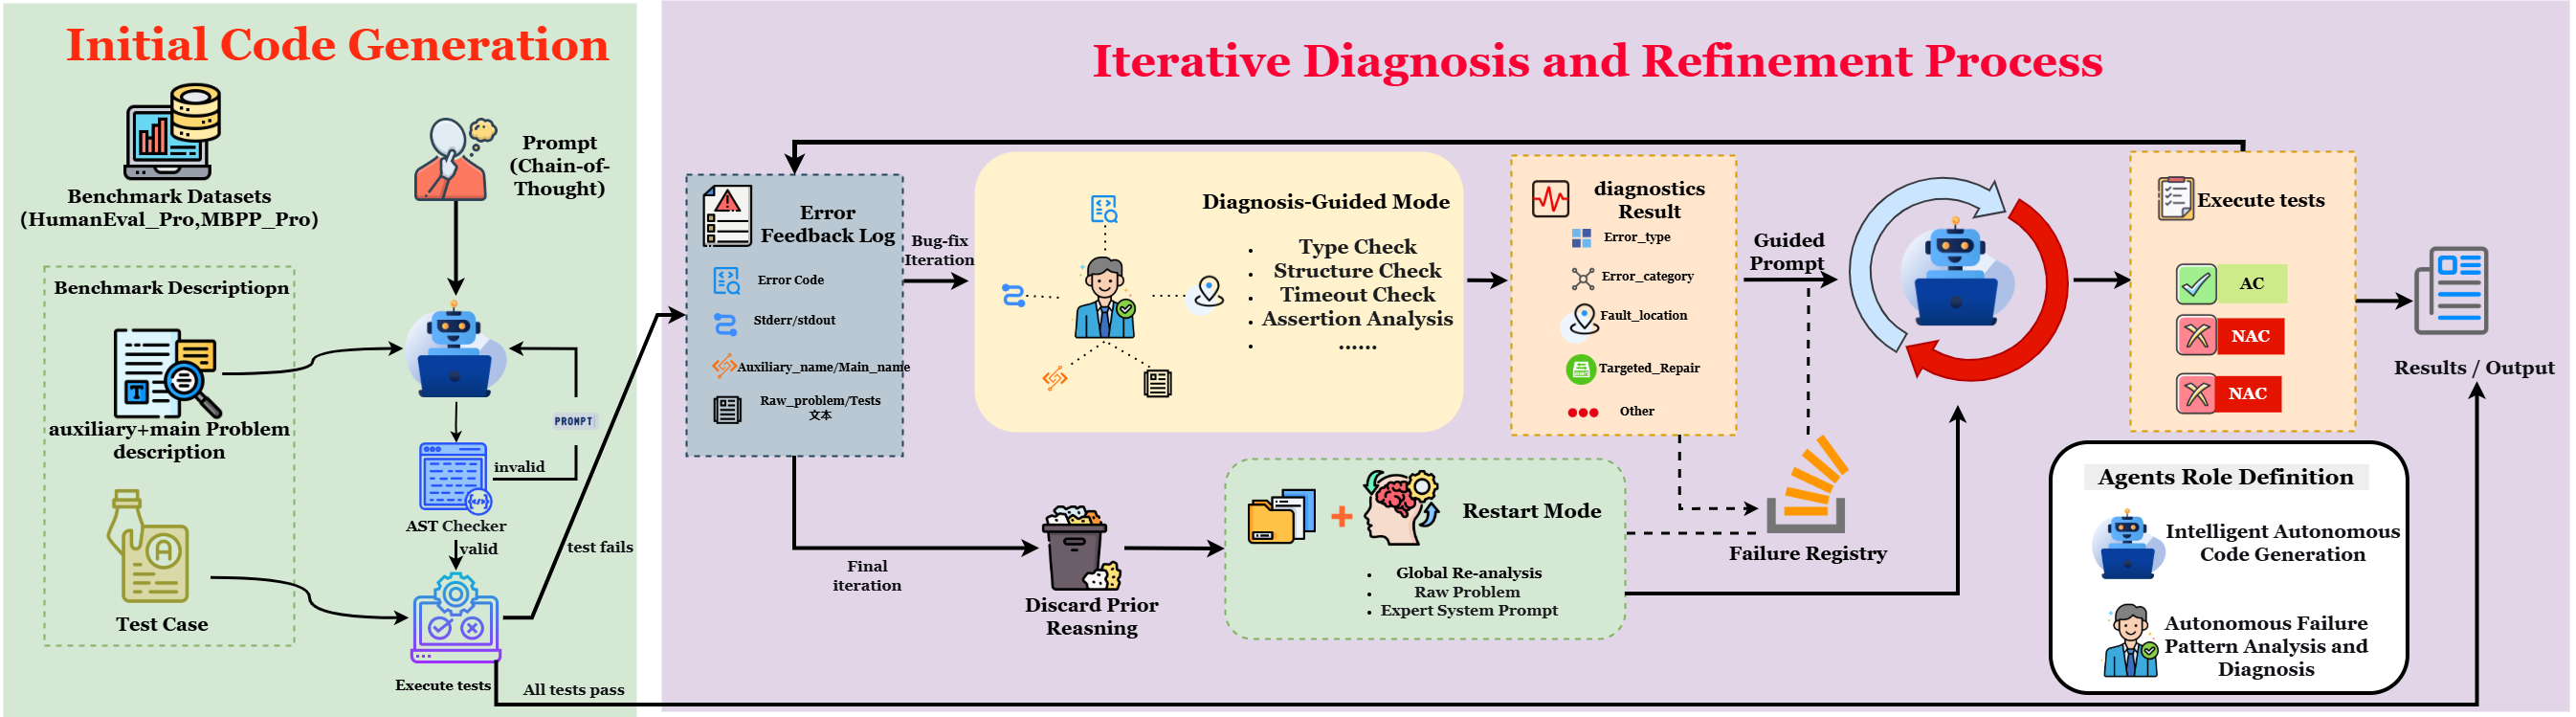 Initial Code Generation
Benchmark Datasets
(HumanEval_Pro,MBPP_Pro)
Prompt
(Chain-of-
Thought)
Benchmark Descriptiopn
auxiliary+main Problem
description
Test Case
PROMPT
invalid
AST Checker
valid
test fails
Execute tests
All tests pass
Iterative Diagnosis and Refinement Process
Error
Feedback Log
Error Code
Stderr/stdout
Auxiliary_name/Main_name
Raw_problem/Tests
文本
Bug-fix
Iteration
Diagnosis-Guided Mode
• Type Check
• Structure Check
• Timeout Check
• Assertion Analysis
• ......
diagnostics
Result
Error_type
Error_category
Fault_location
Targeted_Repair
Other
Guided
Prompt
Execute tests
AC
NAC
NAC
Results / Output
Final
iteration
Discard Prior
Reasning
Restart Mode
• Global Re-analysis
• Raw Problem
• Expert System Prompt
Failure Registry
Agents Role Definition
Intelligent Autonomous
Code Generation
Autonomous Failure
Pattern Analysis and
Diagnosis